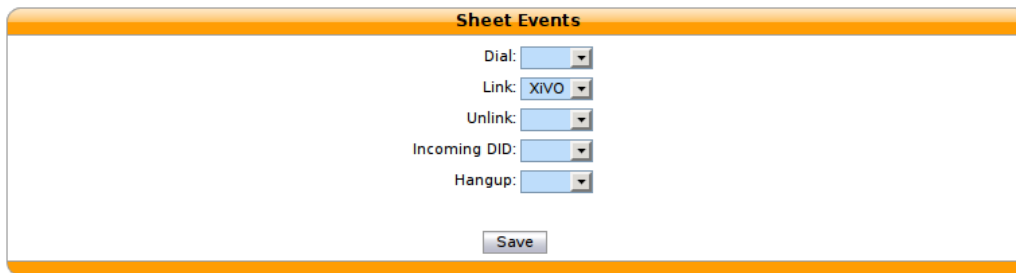 Sheet Events
Dial:
Link: XiVO
Unlink:
Incoming DID:
Hangup:
Save